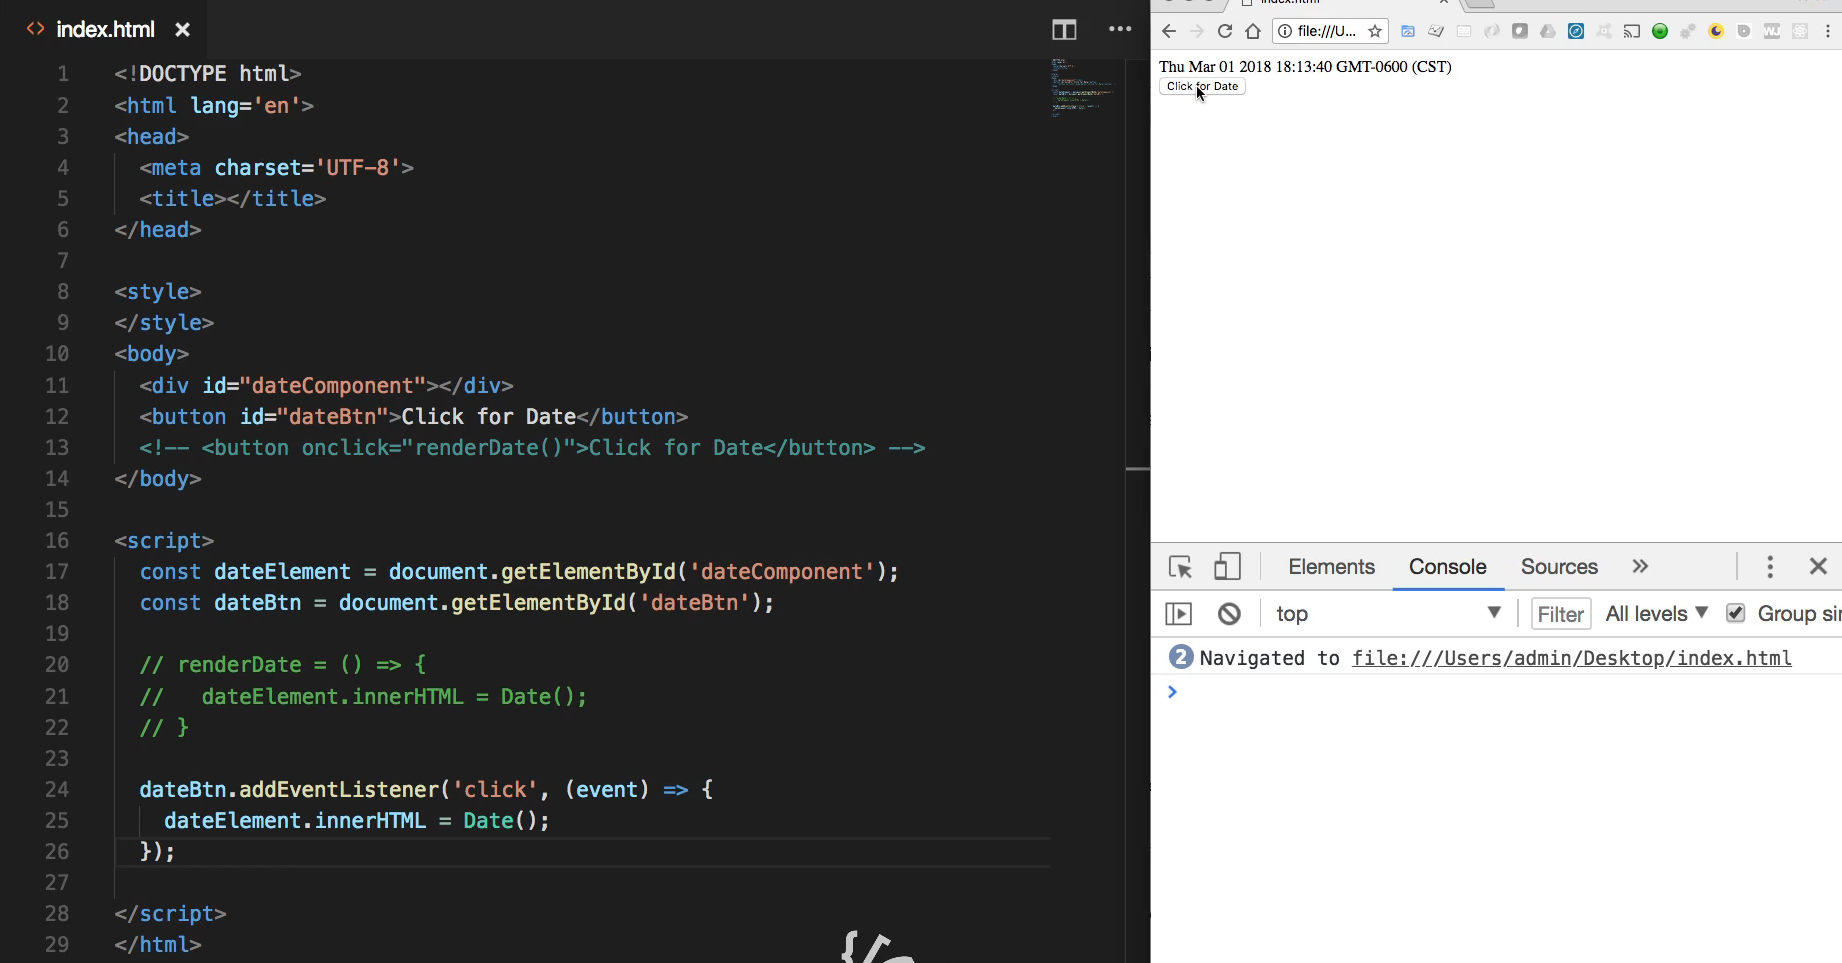 index.html
1 <!DOCTYPE html>
2 <html lang='en'>
3 <head>
4 <meta charset='UTF-8'>
5 <title></title>
6 </head>
7
8 <style>
9 </style>
10 <body>
11 <div id="dateComponent"></div>
12 <button id="dateBtn">Click for Date</button>
13 <!-- <button onclick="renderDate()">Click for Date</button> -->
14 </body>
15
16 <script>
17 const dateElement = document.getElementById('dateComponent');
18 const dateBtn = document.getElementById('dateBtn');
19
20 // renderDate = () => {
21 // dateElement.innerHTML = Date();
22 // }
23
24 dateBtn.addEventListener('click', (event) => {
25 dateElement.innerHTML = Date();
26 });
27
28 </script>
29 </html>
file:///U...
WJ
Thu Mar 01 2018 18:13:40 GMT-0600 (CST)
Click for Date
Elements Console Sources »
top Filter All levels Group
2 Navigated to file:///Users/admin/Desktop/index.html